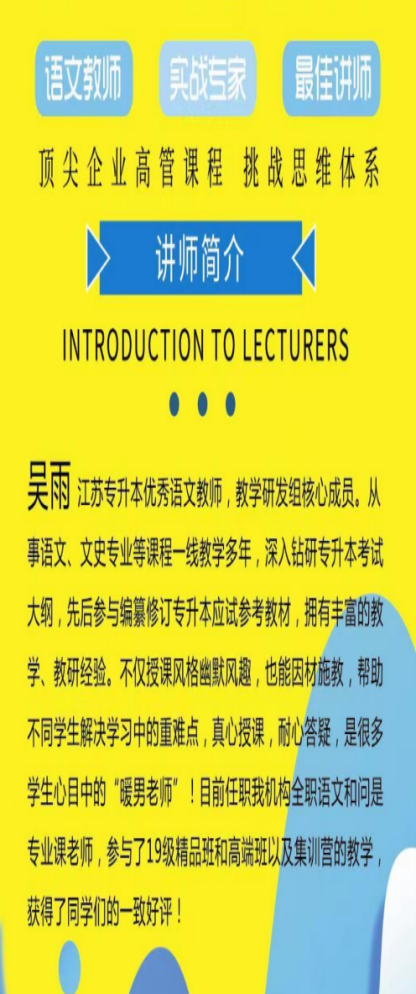 语文教师 实战专家 最佳讲师
顶尖企业高管课程 挑战思维体系
讲师简介
INTRODUCTION TO LECTURERS
吴雨 江苏专升本优秀语文教师，教学研发组核心成员。从
事语文、文史专业等课程一线教学多年，深入钻研专升本考试
大纲，先后参与编纂修订专升本应试参考教材，拥有丰富的教
学、教研经验。不仅授课风格幽默风趣，也能因材施教，帮助
不同学生解决学习中的重难点，真心授课，耐心答疑，是很多
学生心目中的“暖男老师”！目前任职我机构全职语文和问是
专业课老师，参与了19级精品班和高端班以及集训营的教学，
获得了同学们的一致好评！